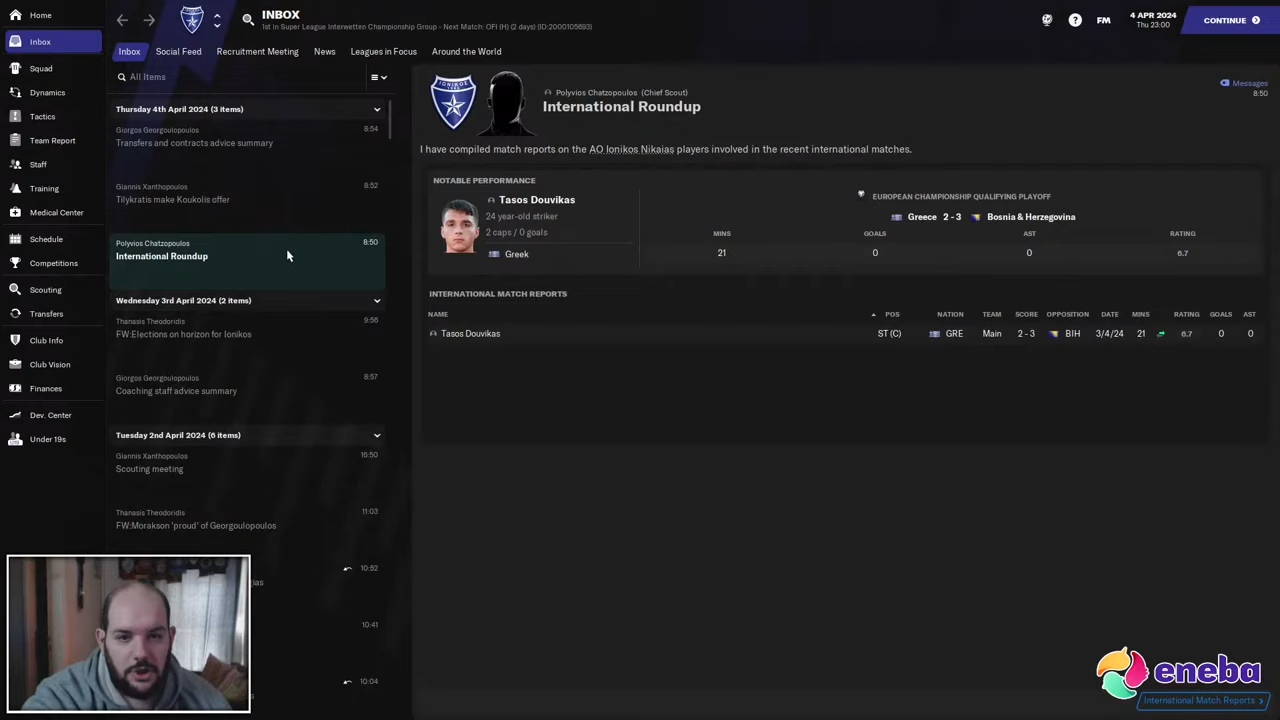 Home
Inbox
Squad
Dynamics
Tactics
Team Report
Staff
Training
Medical Center
Schedule
Competitions
Scouting
Transfers
Club Info
Club Vision
Finances
Dev. Center
Under 19s
INBOX
1st in Super League Interwetten Championship Group - Next Match: OFI (H) (2 days) (ID:2000105693)
FM
4 APR 2024
Thu 23:00
CONTINUE
Inbox Social Feed Recruitment Meeting News Leagues in Focus Around the World
All Items
Thursday 4th April 2024 (3 items)
Giorgos Georgoulopoulos 8:54
Transfers and contracts advice summary
Giannis Xanthopoulos 8:52
Tilykratis make Koukolis offer
Polyvios Chatzopoulos 8:50
International Roundup
Wednesday 3rd April 2024 (2 items)
Thanasis Theodoridis 9:56
FW:Elections on horizon for Ionikos
Giorgos Georgoulopoulos 8:57
Coaching staff advice summary
Tuesday 2nd April 2024 (6 items)
Giannis Xanthopoulos 16:50
Scouting meeting
Thanasis Theodoridis 11:03
FW:Morakson 'proud' of Georgoulopoulos
10:52
ias
10:41
10:04
s
IONIKOS
Polyvios Chatzopoulos (Chief Scout)
International Roundup
Messages
8:50
I have compiled match reports on the AO Ionikos Nikaias players involved in the recent international matches.
NOTABLE PERFORMANCE
Tasos Douvikas
24 year-old striker
2 caps / 0 goals
Greek
EUROPEAN CHAMPIONSHIP QUALIFYING PLAYOFF
Greece 2 - 3 Bosnia & Herzegovina
MINS GOALS AST RATING
21 0 0 6.7
INTERNATIONAL MATCH REPORTS
NAME POS NATION TEAM SCORE OPPOSITION DATE MINS RATING GOALS AST
Tasos Douvikas ST (C) GRE Main 2 - 3 BIH 3/4/24 21 6.7 0 0
eneba
International Match Reports